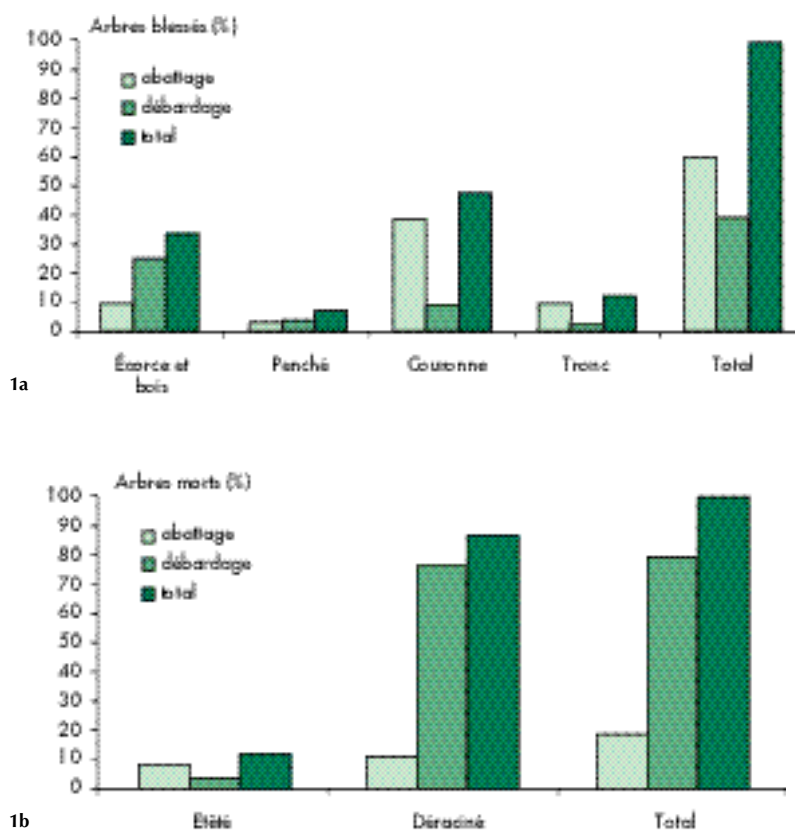 Arbres blessés (%)
100
90
80
70
60
50
40
30
20
10
0
abattage
débardage
total
Écorce et bois
Penché
Couronne
Tronc
Total
1a
Arbres morts (%)
100
90
80
70
60
50
40
30
20
10
0
abattage
débardage
total
Etêté
Déraciné
Total
1b